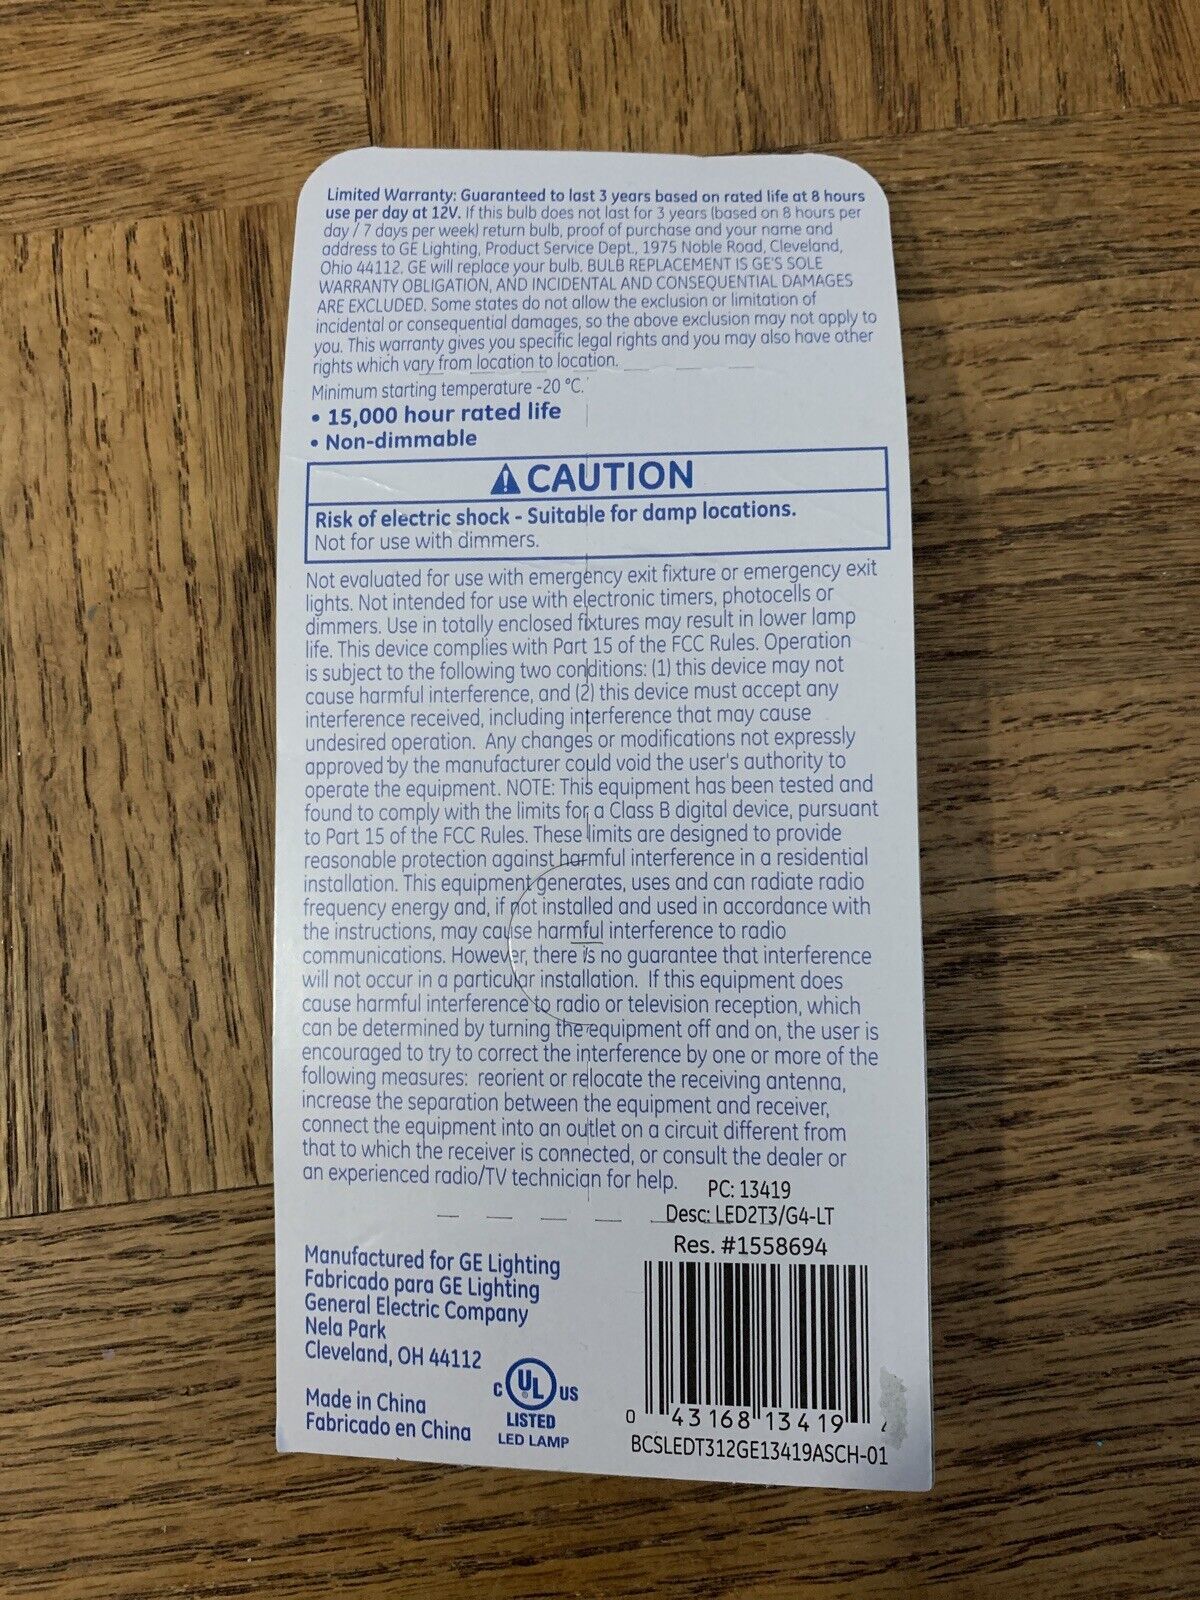 Limited Warranty: Guaranteed to last 3 years based on rated life at 8 hours
use per day at 12V. If this bulb does not last for 3 years (based on 8 hours per
day / 7 days per week) return bulb, proof of purchase and your name and
address to GE Lighting, Product Service Dept., 1975 Noble Road, Cleveland,
Ohio 44112. GE will replace your bulb. BULB REPLACEMENT IS GE'S SOLE
WARRANTY OBLIGATION, AND INCIDENTAL AND CONSEQUENTIAL DAMAGES
ARE EXCLUDED. Some states do not allow the exclusion or limitation of
incidental or consequential damages, so the above exclusion may not apply to
you. This warranty gives you specific legal rights and you may also have other
rights which vary from location to location.
Minimum starting temperature -20 °C.
• 15,000 hour rated life
• Non-dimmable
CAUTION
Risk of electric shock - Suitable for damp locations.
Not for use with dimmers.
Not evaluated for use with emergency exit fixture or emergency exit
lights. Not intended for use with electronic timers, photocells or
dimmers. Use in totally enclosed fixtures may result in lower lamp
life. This device complies with Part 15 of the FCC Rules. Operation
is subject to the following two conditions: (1) this device may not
cause harmful interference, and (2) this device must accept any
interference received, including interference that may cause
undesired operation. Any changes or modifications not expressly
approved by the manufacturer could void the user's authority to
operate the equipment. NOTE: This equipment has been tested and
found to comply with the limits for a Class B digital device, pursuant
to Part 15 of the FCC Rules. These limits are designed to provide
reasonable protection against harmful interference in a residential
installation. This equipment generates, uses and can radiate radio
frequency energy and, if not installed and used in accordance with
the instructions, may cause harmful interference to radio
communications. However, there is no guarantee that interference
will not occur in a particular installation. If this equipment does
cause harmful interference to radio or television reception, which
can be determined by turning the equipment off and on, the user is
encouraged to try to correct the interference by one or more of the
following measures: reorient or relocate the receiving antenna,
increase the separation between the equipment and receiver,
connect the equipment into an outlet on a circuit different from
that to which the receiver is connected, or consult the dealer or
an experienced radio/TV technician for help.
PC: 13419
Desc: LED2T3/G4-LT
Res. #1558694
Manufactured for GE Lighting
Fabricado para GE Lighting
General Electric Company
Nela Park
Cleveland, OH 44112
Made in China
Fabricado en China
C UL ® US
LISTED
LED LAMP
0 43168 13419
BCSLEDT312GE13419ASCH-01